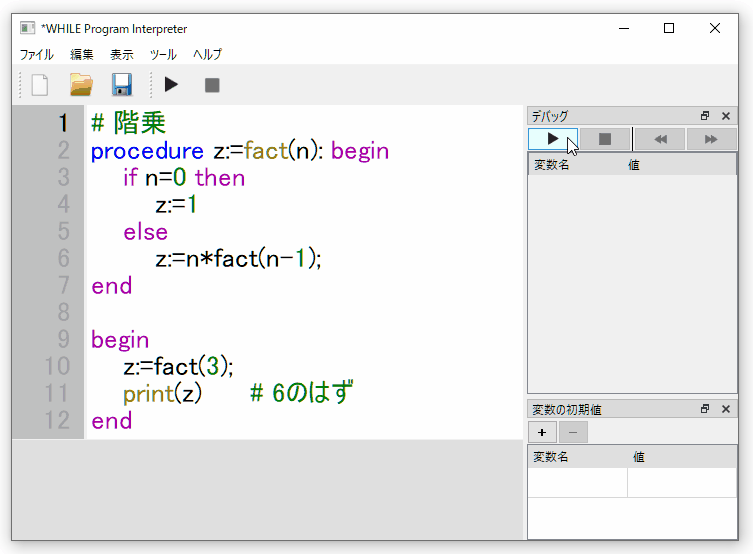 *WHILE Program Interpreter
ファイル 編集 表示 ツール ヘルプ
1 # 階乗
2 procedure z:=fact(n): begin
3 if n=0 then
4 z:=1
5 else
6 z:=n*fact(n-1);
7 end
8
9 begin
10 z:=fact(3);
11 print(z) # 6のはず
12 end
デバッグ
変数名 値
変数の初期値
変数名 値